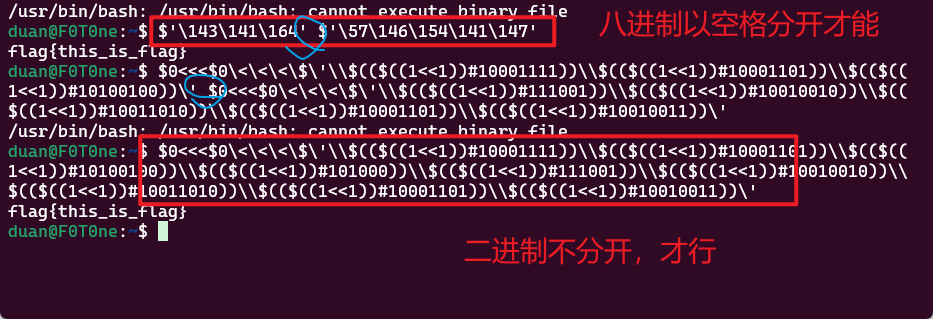 /usr/bin/bash: /usr/bin/bash: cannot execute binary file
duan@F0T0ne:~$ $'\143\141\164' $'\57\146\154\141\147'
八进制以空格分开才能
flag{this_is_flag}
duan@F0T0ne:~$ $0<<<$0\<\<\<\$\'\\$(($((1<<1))#10001111))\\$(($((1<<1))#10001101))\\$(($((
1<<1))#10100100))\' $0<<<$0\<\<\<\$\'\\$(($((1<<1))#111001))\\$(($((1<<1))#10010010))\\$((
$((1<<1))#10011010))\\$(($((1<<1))#10001101))\\$(($((1<<1))#10010011))\'
/usr/bin/bash: /usr/bin/bash: cannot execute binary file
duan@F0T0ne:~$ $0<<<$0\<\<\<\$\'\\$(($((1<<1))#10001111))\\$(($((1<<1))#10001101))\\$(($((
1<<1))#10100100))\\$(($((1<<1))#101000))\\$(($((1<<1))#111001))\\$(($((1<<1))#10010010))\\
$(($((1<<1))#10011010))\\$(($((1<<1))#10001101))\\$(($((1<<1))#10010011))\'
flag{this_is_flag}
duan@F0T0ne:~$
二进制不分开，才行